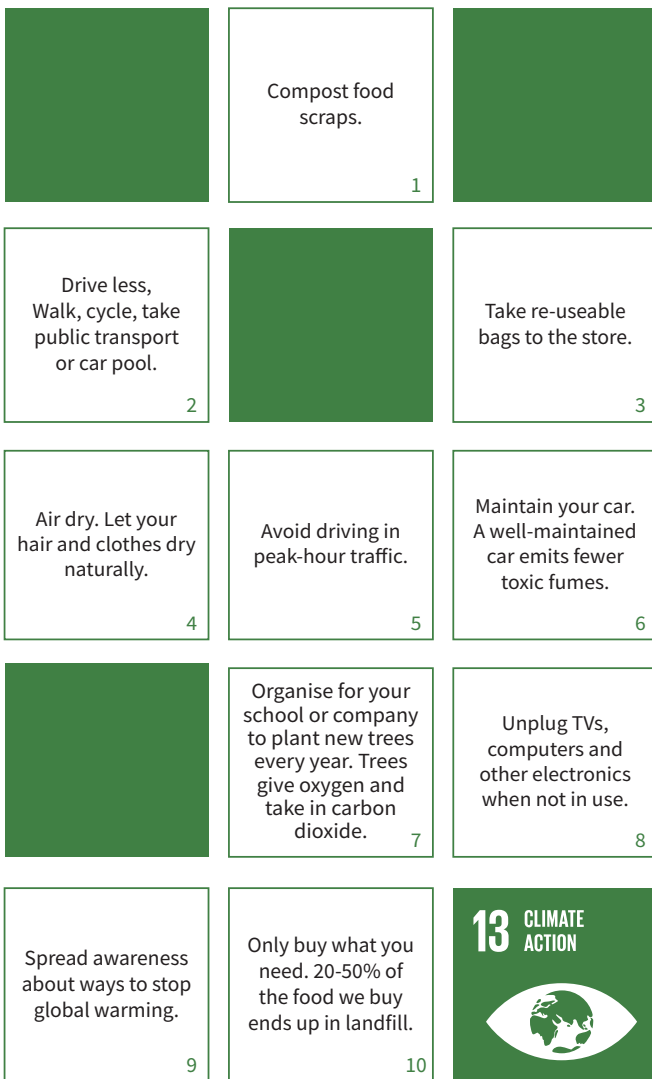 Compost food
scraps.
1
Drive less,
Walk, cycle, take
public transport
or car pool.
2
Take re-useable
bags to the store.
3
Air dry. Let your
hair and clothes dry
naturally.
4
Avoid driving in
peak-hour traffic.
5
Maintain your car.
A well-maintained
car emits fewer
toxic fumes.
6
Organise for your
school or company
to plant new trees
every year. Trees
give oxygen and
take in carbon
dioxide.
7
Unplug TVs,
computers and
other electronics
when not in use.
8
Spread awareness
about ways to stop
global warming.
9
Only buy what you
need. 20-50% of
the food we buy
ends up in landfill.
10
13 CLIMATE
ACTION